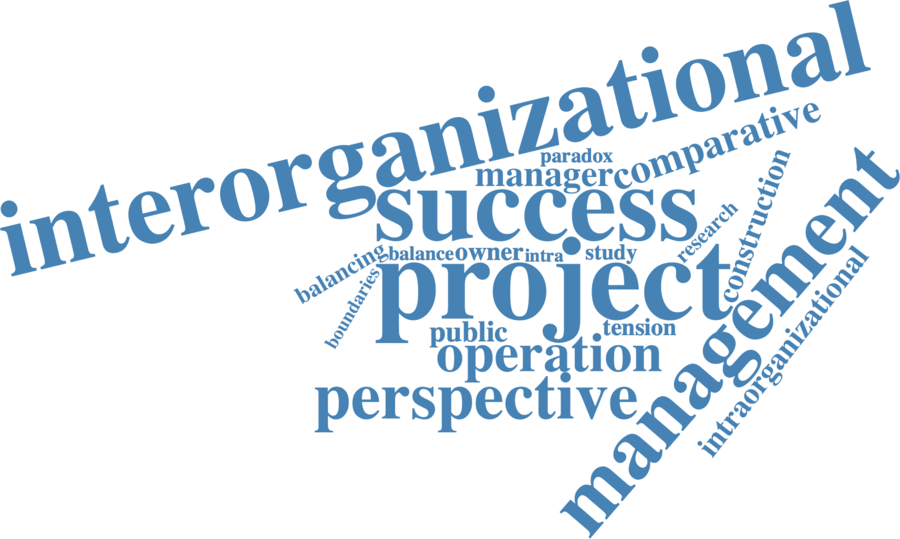 interorganizational
paradox
comparative
manager
success
research
construction
management
balancing
balance
owner
intra
study
boundaries
project
intraorganizational
public
tension
operation
perspective